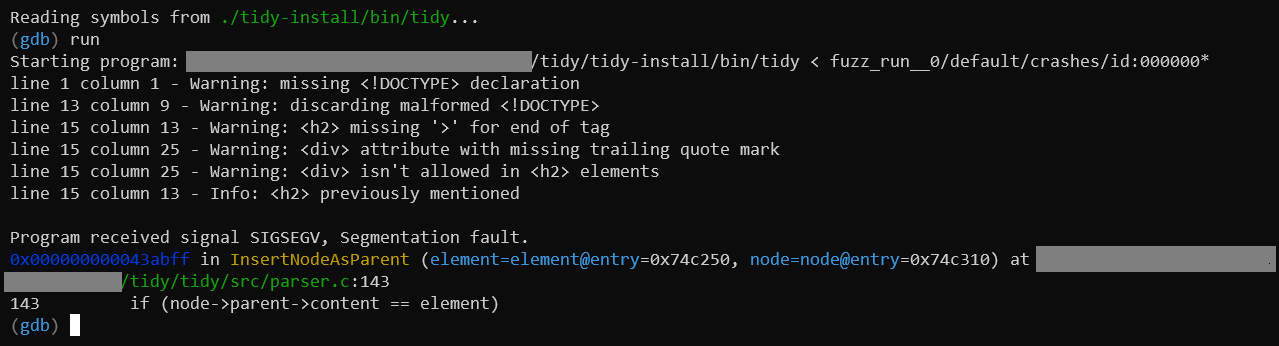 Reading symbols from ./tidy-install/bin/tidy...
(gdb) run
Starting program: /tidy/tidy-install/bin/tidy < fuzz_run__0/default/crashes/id:000000*
line 1 column 1 - Warning: missing <!DOCTYPE> declaration
line 13 column 9 - Warning: discarding malformed <!DOCTYPE>
line 15 column 13 - Warning: <h2> missing '>' for end of tag
line 15 column 25 - Warning: <div> attribute with missing trailing quote mark
line 15 column 25 - Warning: <div> isn't allowed in <h2> elements
line 15 column 13 - Info: <h2> previously mentioned
Program received signal SIGSEGV, Segmentation fault.
0x000000000043abff in InsertNodeAsParent (element=element@entry=0x74c250, node=node@entry=0x74c310) at
/tidy/tidy/src/parser.c:143
143 if (node->parent->content == element)
(gdb)